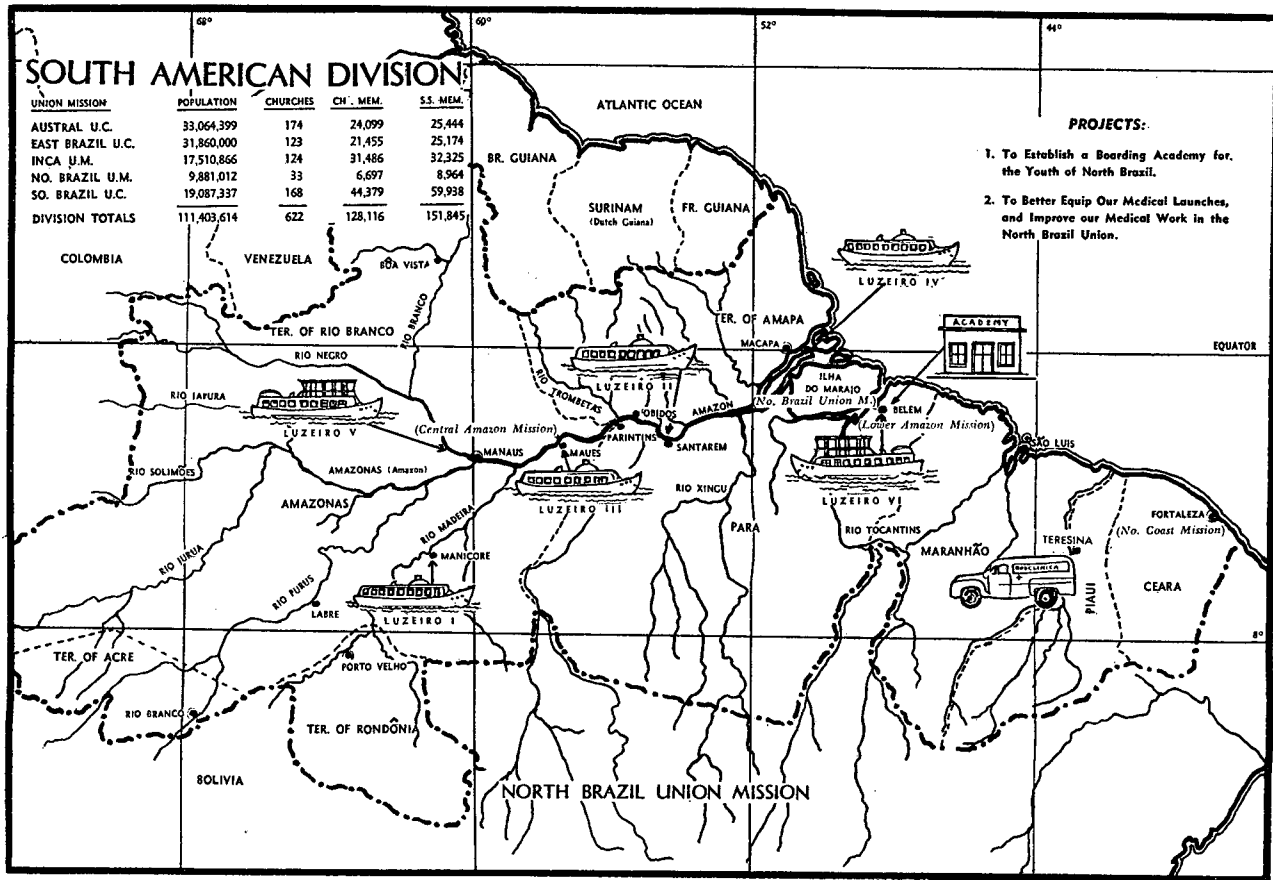 68°
60
52°
44°
SOUTH AMERICAN DIVISION
UNION MISSION POPULATION CHURCHES CH'. MEM. S.S. MEM.
AUSTRAL U.C. 33,064,399 174 24,099 25,444
EAST BRAZIL U.C. 31,860,000 123 21,455 25,174
INCA U.M. 17,510,866 124 31,486 32,325
NO. BRAZIL U.M. 9,881,012 33 6,697 8,964
SO. BRAZIL U.C. 19,087,337 168 44,379 59,938
DIVISION TOTALS 111,403,614 622 128,116 151,845
PROJECTS:
1. To Establish a Boarding Academy for
the Youth of North Brazil.
2. To Better Equip Our Medical Launches,
and Improve our Medical Work in the
North Brazil Union.
ATLANTIC OCEAN
BR. GUIANA
SURINAM
(Dutch Guiana)
FR. GUIANA
COLOMBIA
VENEZUELA
BOA VISTA
LUZEIRO IV
TER. OF RIO BRANCO
RIO BRANCO
TER. OF AMAPA
ACADEMY
MACAPA
EQUATOR
RIO NEGRO
LUZEIRO II
RIO TROMBETAS
ILHA
DO MARAJO
RIO IAPURA
(No. Brazil Union M.)
OBIDOS
AMAZON
BELEM
LUZEIRO V
(Central Amazon Mission)
(Lower Amazon Mission)
PARINTINS
SANTAREM
SÃO LUIS
MAUES
MANAUS
RIO SOLIMÕES
AMAZONAS (Amazon)
LUZEIRO VI
RIO XINGU
AMAZONAS
LUZEIRO III
RIO MADEIRA
PARA
RIO TOCANTINS
FORTALEZA
(No. Coast Mission)
TERESINA
MARANHÃO
RIO JURUA
MANICORE
CEARA
PIAUI
RIO PURUS
LABRE
LUZEIRO I
8°
TER. OF ACRE
PORTO VELHO
RIO BRANCO
TER. OF RONDÔNIA
BOLIVIA
NORTH BRAZIL UNION MISSION